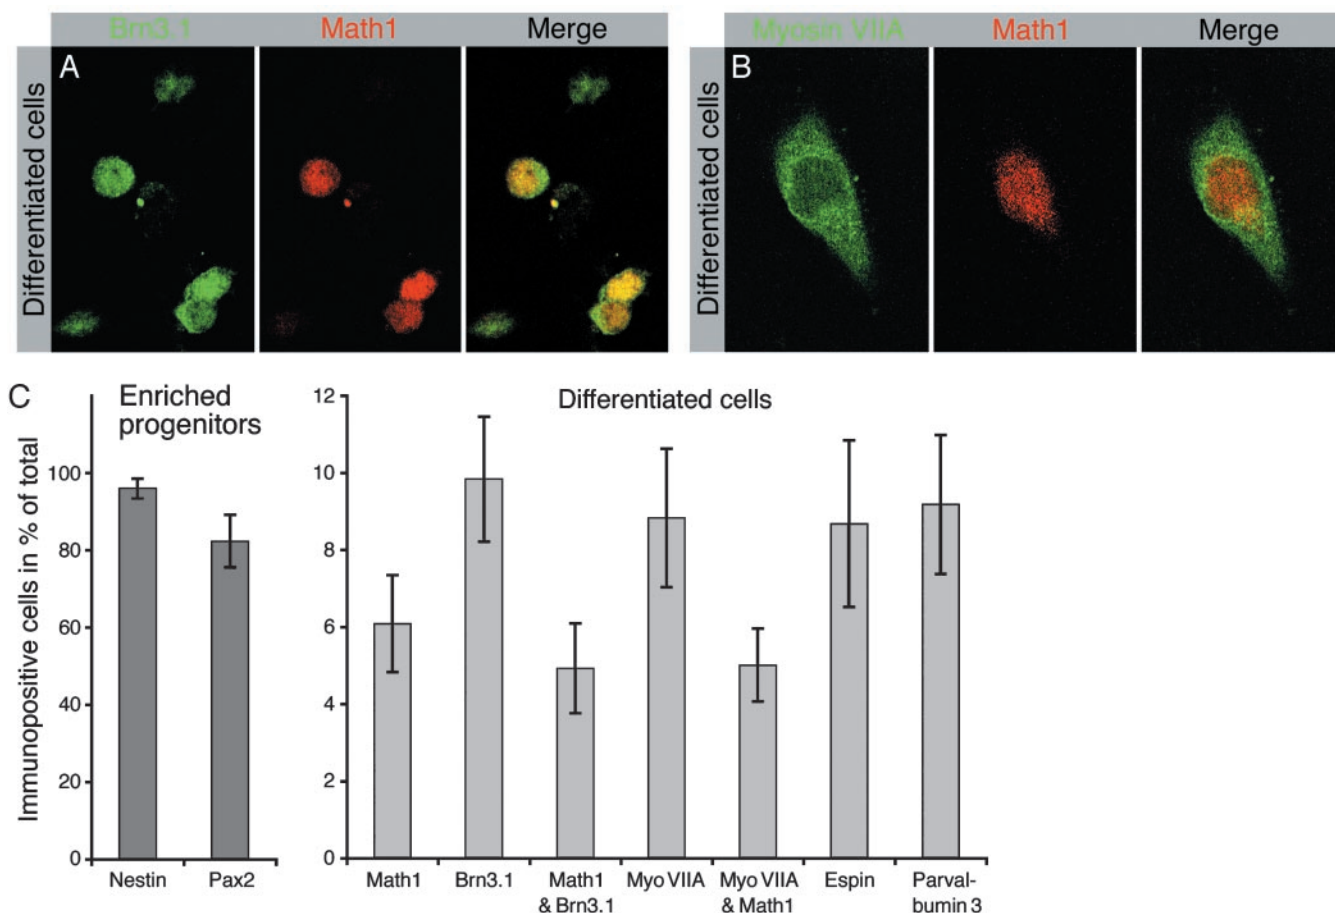 Brn3.1 Math1 Merge
A
Differentiated cells
Myosin VIIA Math1 Merge
B
Differentiated cells
C
Enriched
progenitors
Immunopositive cells in % of total
100
80
60
40
20
0
Nestin Pax2
Differentiated cells
12
10
8
6
4
2
0
Math1 Brn3.1 Math1 Myo VIIA Myo VIIA Espin Parval-
& Brn3.1 & Math1 bumin 3